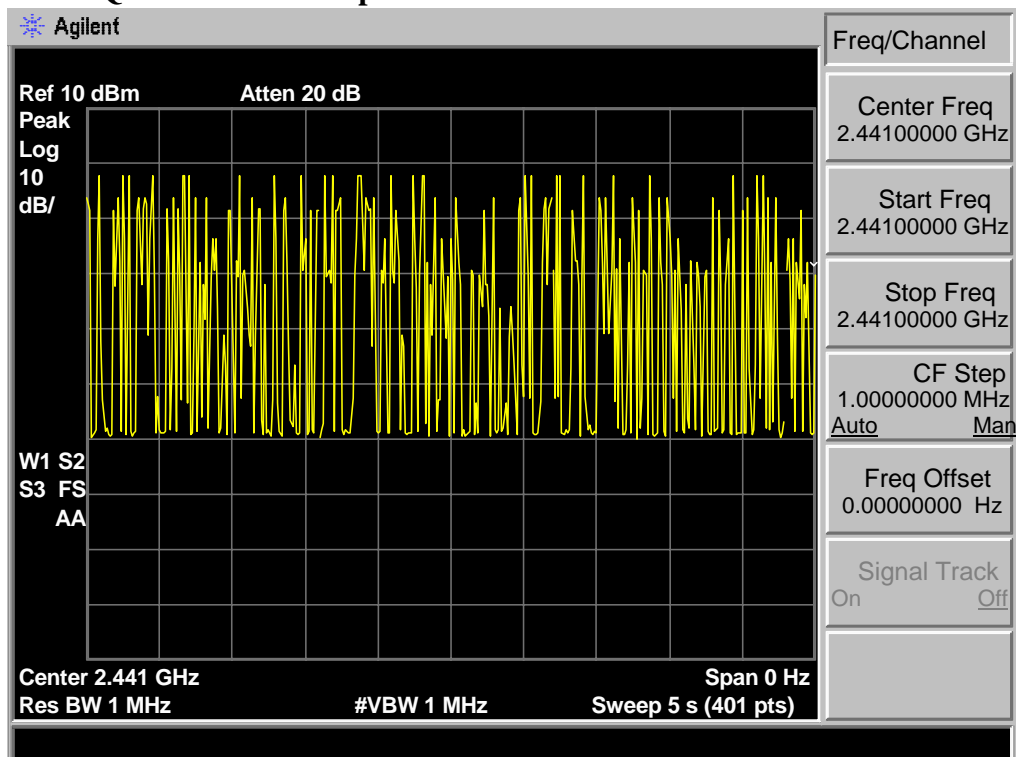 Agilent
Freq/Channel
Ref 10 dBm
Atten 20 dB
Peak
Log
10
dB/
W1 S2
S3 FS
AA
Center 2.441 GHz
Span 0 Hz
Res BW 1 MHz
#VBW 1 MHz
Sweep 5 s (401 pts)
Center Freq
2.44100000 GHz
Start Freq
2.44100000 GHz
Stop Freq
2.44100000 GHz
CF Step
1.00000000 MHz
Auto Man
Freq Offset
0.00000000 Hz
Signal Track
On Off